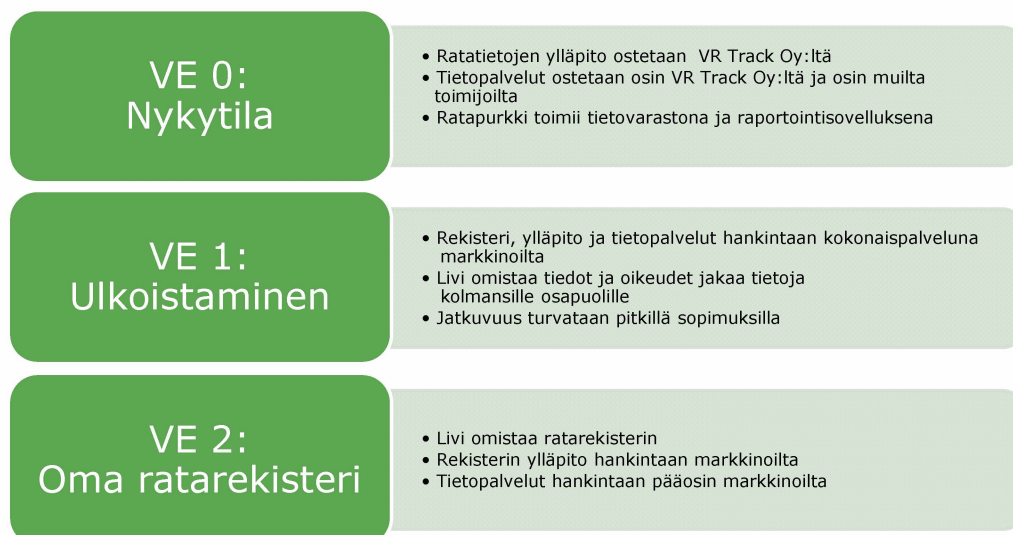 VE 0:
Nykytila
• Ratatietojen ylläpito ostetaan VR Track Oy:ltä
• Tietopalvelut ostetaan osin VR Track Oy:ltä ja osin muilta
toimijoilta
• Ratapurkki toimii tietovarastona ja raportointisovelluksena
VE 1:
Ulkoistaminen
• Rekisteri, ylläpito ja tietopalvelut hankintaan kokonaispalveluna
markkinoilta
• Livi omistaa tiedot ja oikeudet jakaa tietoja
kolmansille osapuolille
• Jatkuvuus turvataan pitkillä sopimuksilla
VE 2:
Oma ratarekisteri
• Livi omistaa ratarekisterin
• Rekisterin ylläpito hankintaan markkinoilta
• Tietopalvelut hankintaan pääosin markkinoilta